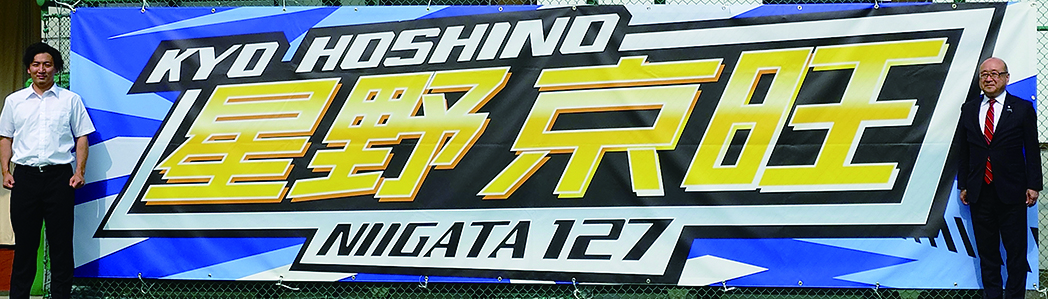 KYO HOSHINO
星野京旺
NIIGATA 127